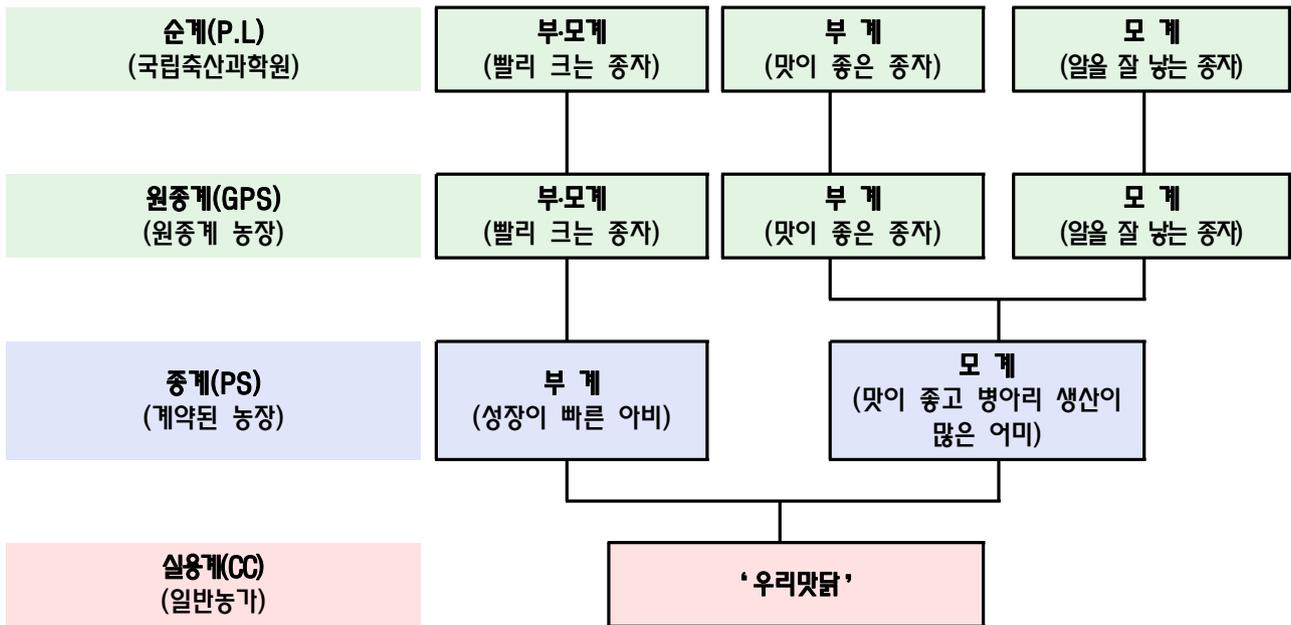 순계(P.L)
(국립축산과학원)
부·모계
(빨리 크는 종자)
부 계
(맛이 좋은 종자)
모 계
(알을 잘 낳는 종자)
원종계(GPS)
(원종계 농장)
부·모계
(빨리 크는 종자)
부 계
(맛이 좋은 종자)
모 계
(알을 잘 낳는 종자)
종계(PS)
(계약된 농장)
부 계
(성장이 빠른 아비)
모 계
(맛이 좋고 병아리 생산이
많은 어미)
실용계(CC)
(일반농가)
‘우리맛닭’